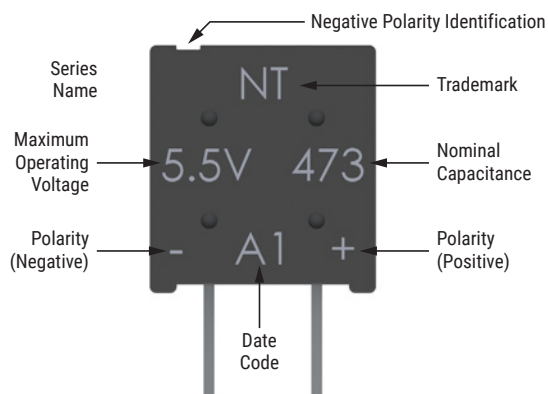 Negative Polarity Identification
Series
Name
NT
Trademark
Maximum
Operating
Voltage
5.5V 473
Nominal
Capacitance
Polarity
(Negative)
- A1 +
Polarity
(Positive)
Date
Code